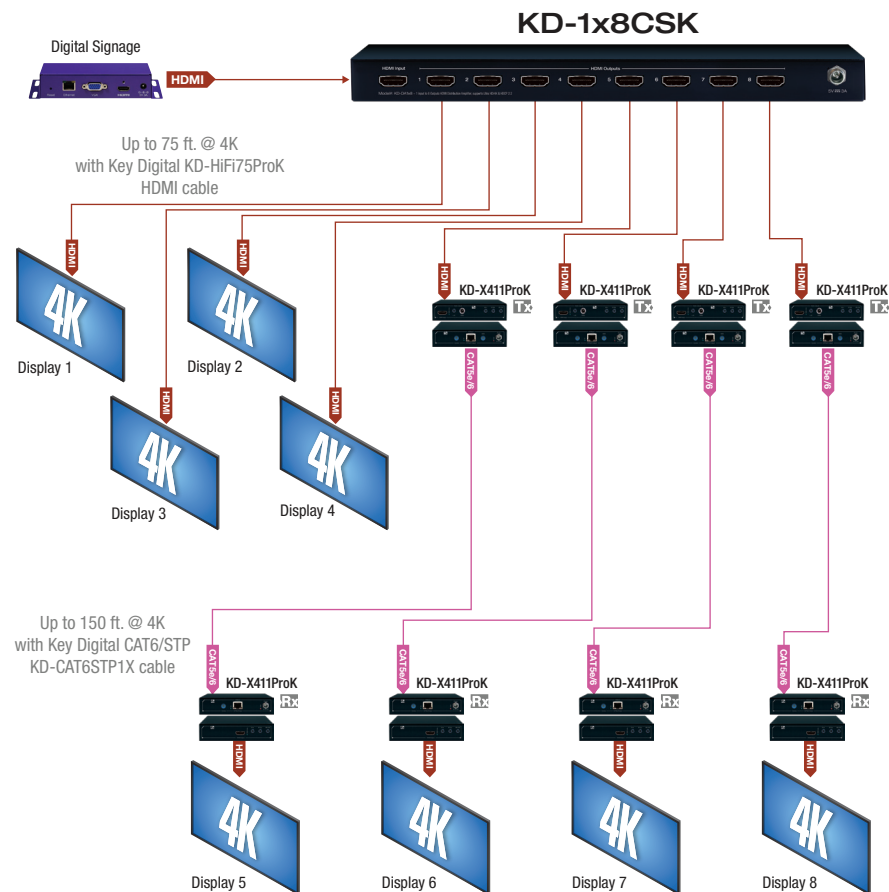 KD-1x8CSK
Digital Signage
HDMI
HDMI Input
HDMI Outputs
1 2 3 4 5 6 7 8
Up to 75 ft. @ 4K
with Key Digital KD-HiFi75ProK
HDMI cable
HDMI
HDMI
HDMI
HDMI
HDMI
HDMI
HDMI
HDMI
KD-X411ProK
Tx
KD-X411ProK
Tx
KD-X411ProK
Tx
KD-X411ProK
Tx
4K
Display 1
4K
Display 2
4K
Display 3
4K
Display 4
CAT5e/6
CAT5e/6
CAT5e/6
CAT5e/6
Up to 150 ft. @ 4K
with Key Digital CAT6/STP
KD-CAT6STP1X cable
CAT5e/6
CAT5e/6
CAT5e/6
CAT5e/6
KD-X411ProK
Rx
KD-X411ProK
Rx
KD-X411ProK
Rx
KD-X411ProK
Rx
HDMI
HDMI
HDMI
HDMI
4K
Display 5
4K
Display 6
4K
Display 7
4K
Display 8